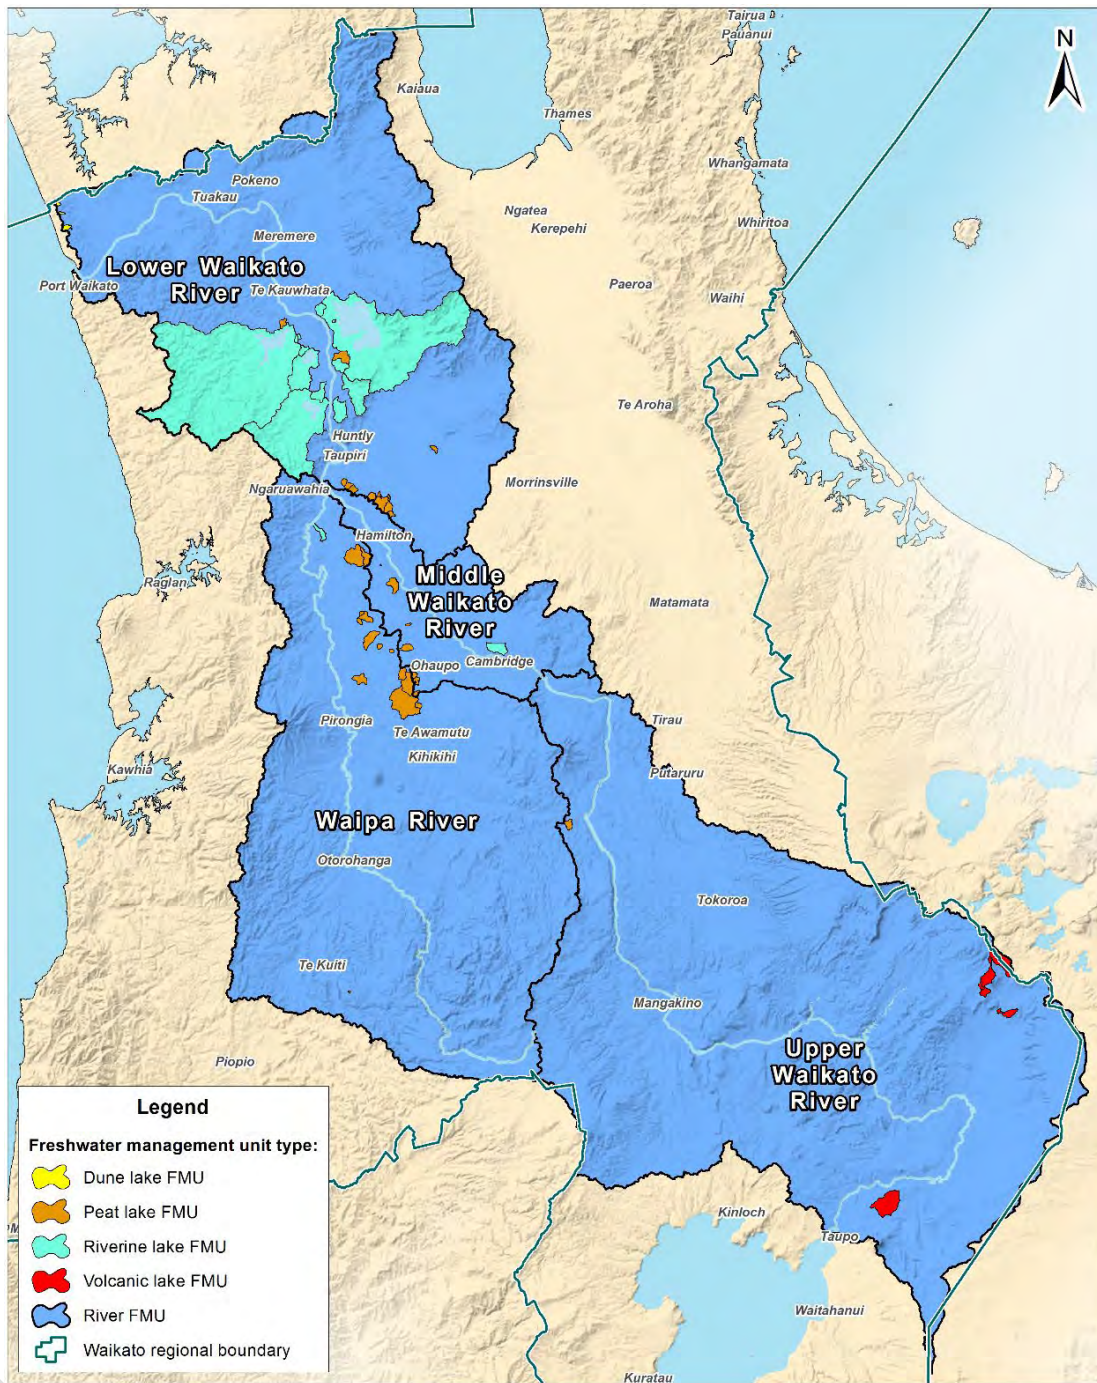 Tairua
Pauanui
N
Kaiaua
Thames
Whangamata
Pokeno
Tuakau
Ngatea
Kerepehi
Whiritoa
Meremere
Lower Waikato
River
Port Waikato
Te Kauwhata
Paeroa
Waihi
Te Aroha
Huntly
Taupiri
Ngaruawahia
Morrinsville
Hamilton
Raglan
Middle
Waikato
River
Matamata
Ohaupo
Cambridge
Pirongia
Te Awamutu
Kihikihi
Tirau
Putaruru
Kawhia
Waipa River
Otorohanga
Tokoroa
Te Kuiti
Mangakino
Upper
Waikato
River
Piopio
Kinloch
Taupo
Waitahanui
Kuratau
Legend
Freshwater management unit type:
Dune lake FMU
Peat lake FMU
Riverine lake FMU
Volcanic lake FMU
River FMU
Waikato regional boundary